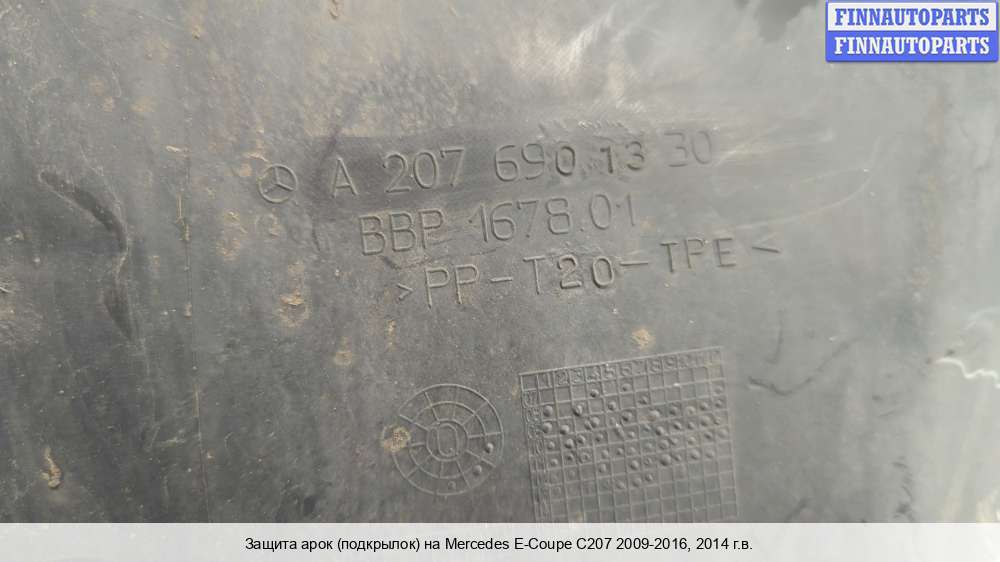 FINNAUTOPARTS
FINNAUTOPARTS
A 207 690 13 30
BBP 1678.01
>PP-T20-TPE<
Защита арок (подкрылок) на Mercedes E-Coupe C207 2009-2016, 2014 г.в.